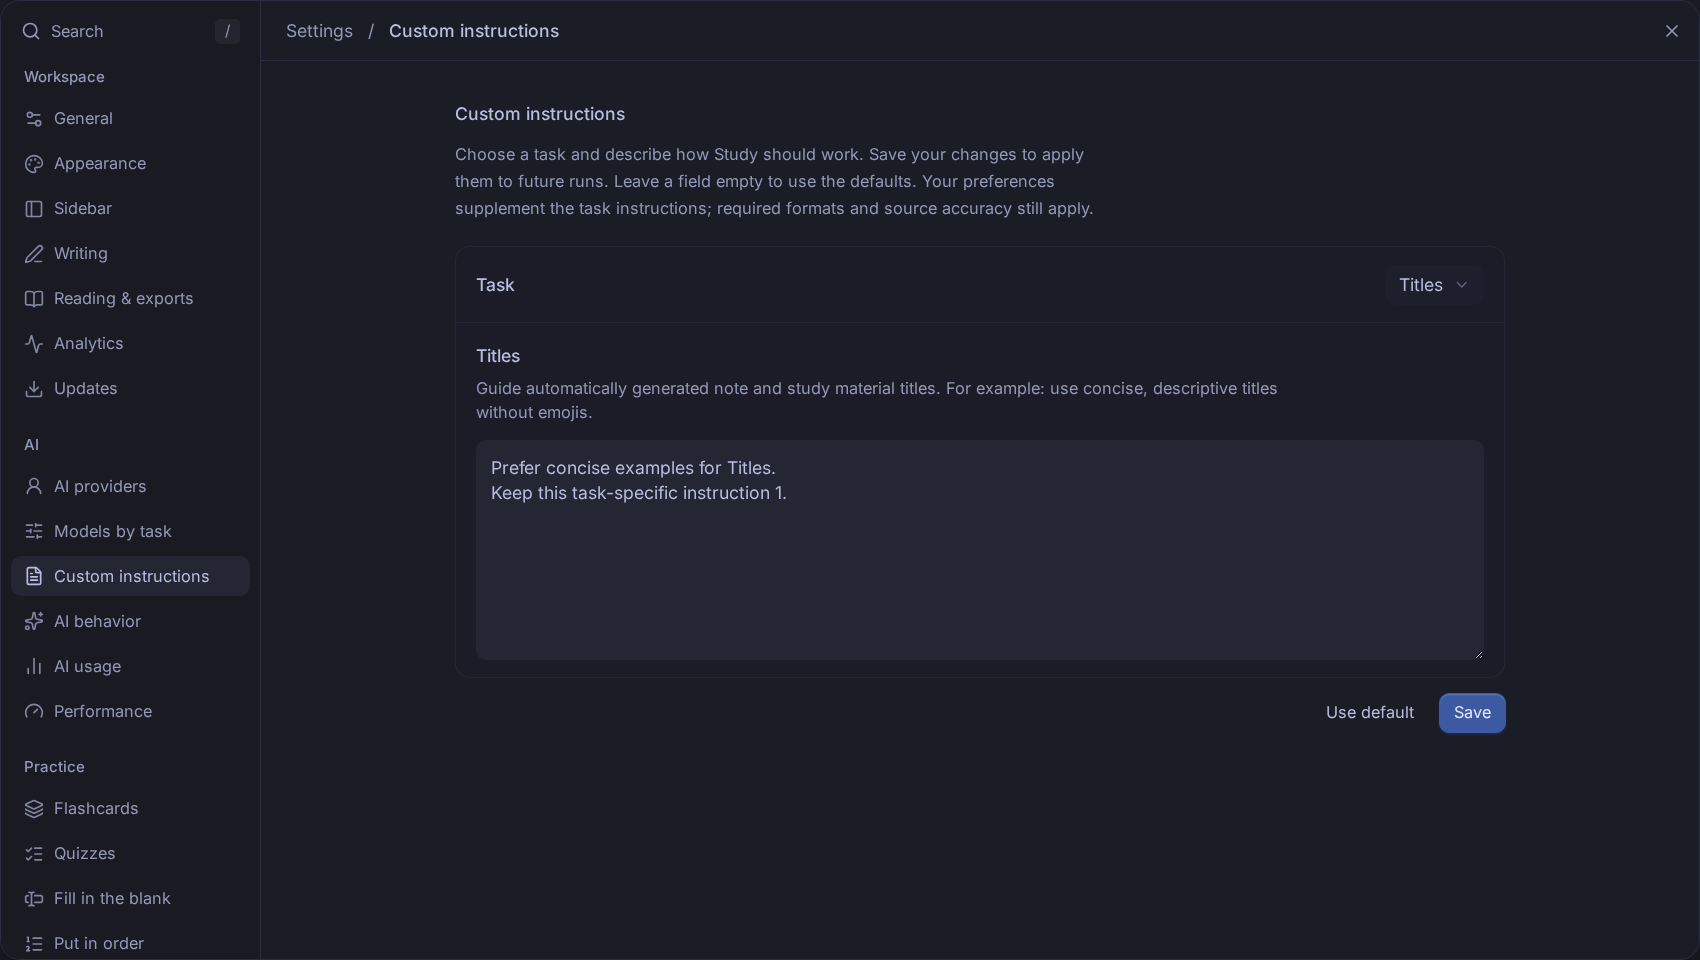 Search
/
Settings / Custom instructions
Workspace
General
Appearance
Sidebar
Writing
Reading & exports
Analytics
Updates
AI
AI providers
Models by task
Custom instructions
AI behavior
AI usage
Performance
Practice
Flashcards
Quizzes
Fill in the blank
Put in order
Custom instructions
Choose a task and describe how Study should work. Save your changes to apply
them to future runs. Leave a field empty to use the defaults. Your preferences
supplement the task instructions; required formats and source accuracy still apply.
Task
Titles
Titles
Guide automatically generated note and study material titles. For example: use concise, descriptive titles
without emojis.
Prefer concise examples for Titles.
Keep this task-specific instruction 1.
Use default
Save